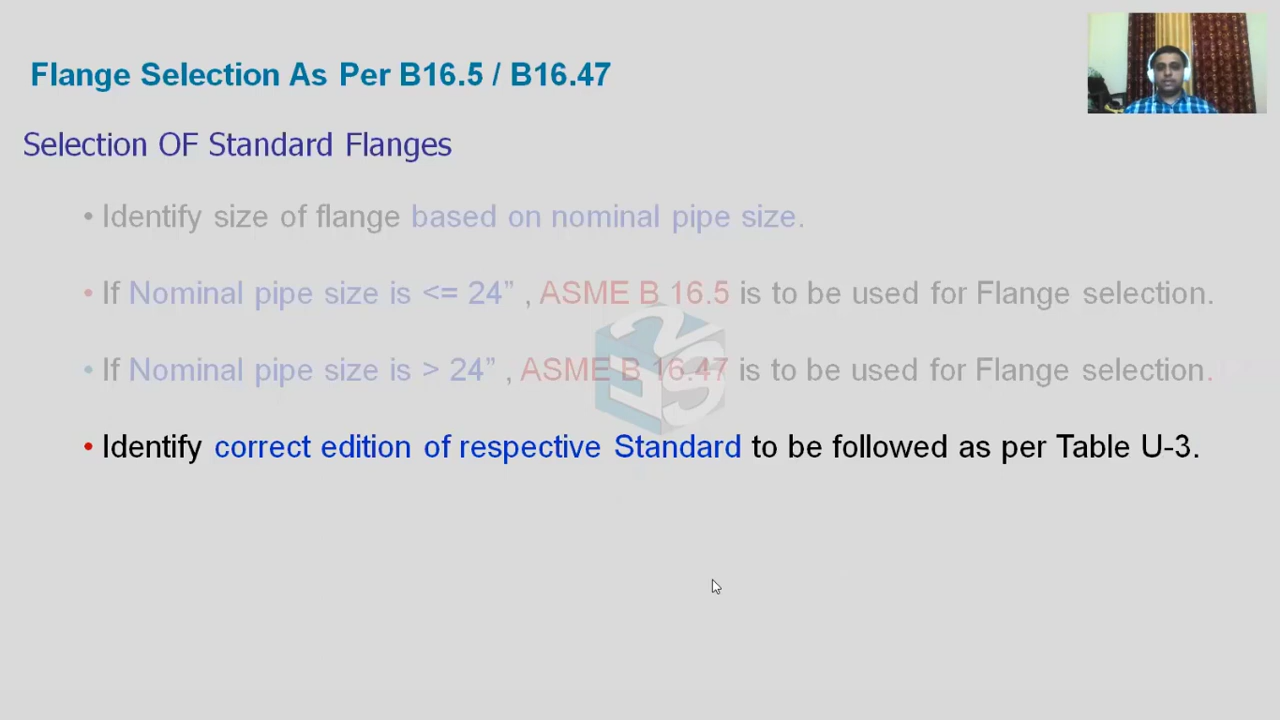 Flange Selection As Per B16.5 / B16.47
Selection OF Standard Flanges
• Identify size of flange based on nominal pipe size.
• If Nominal pipe size is <= 24” , ASME B 16.5 is to be used for Flange selection.
• If Nominal pipe size is > 24” , ASME B 16.47 is to be used for Flange selection.
• Identify correct edition of respective Standard to be followed as per Table U-3.